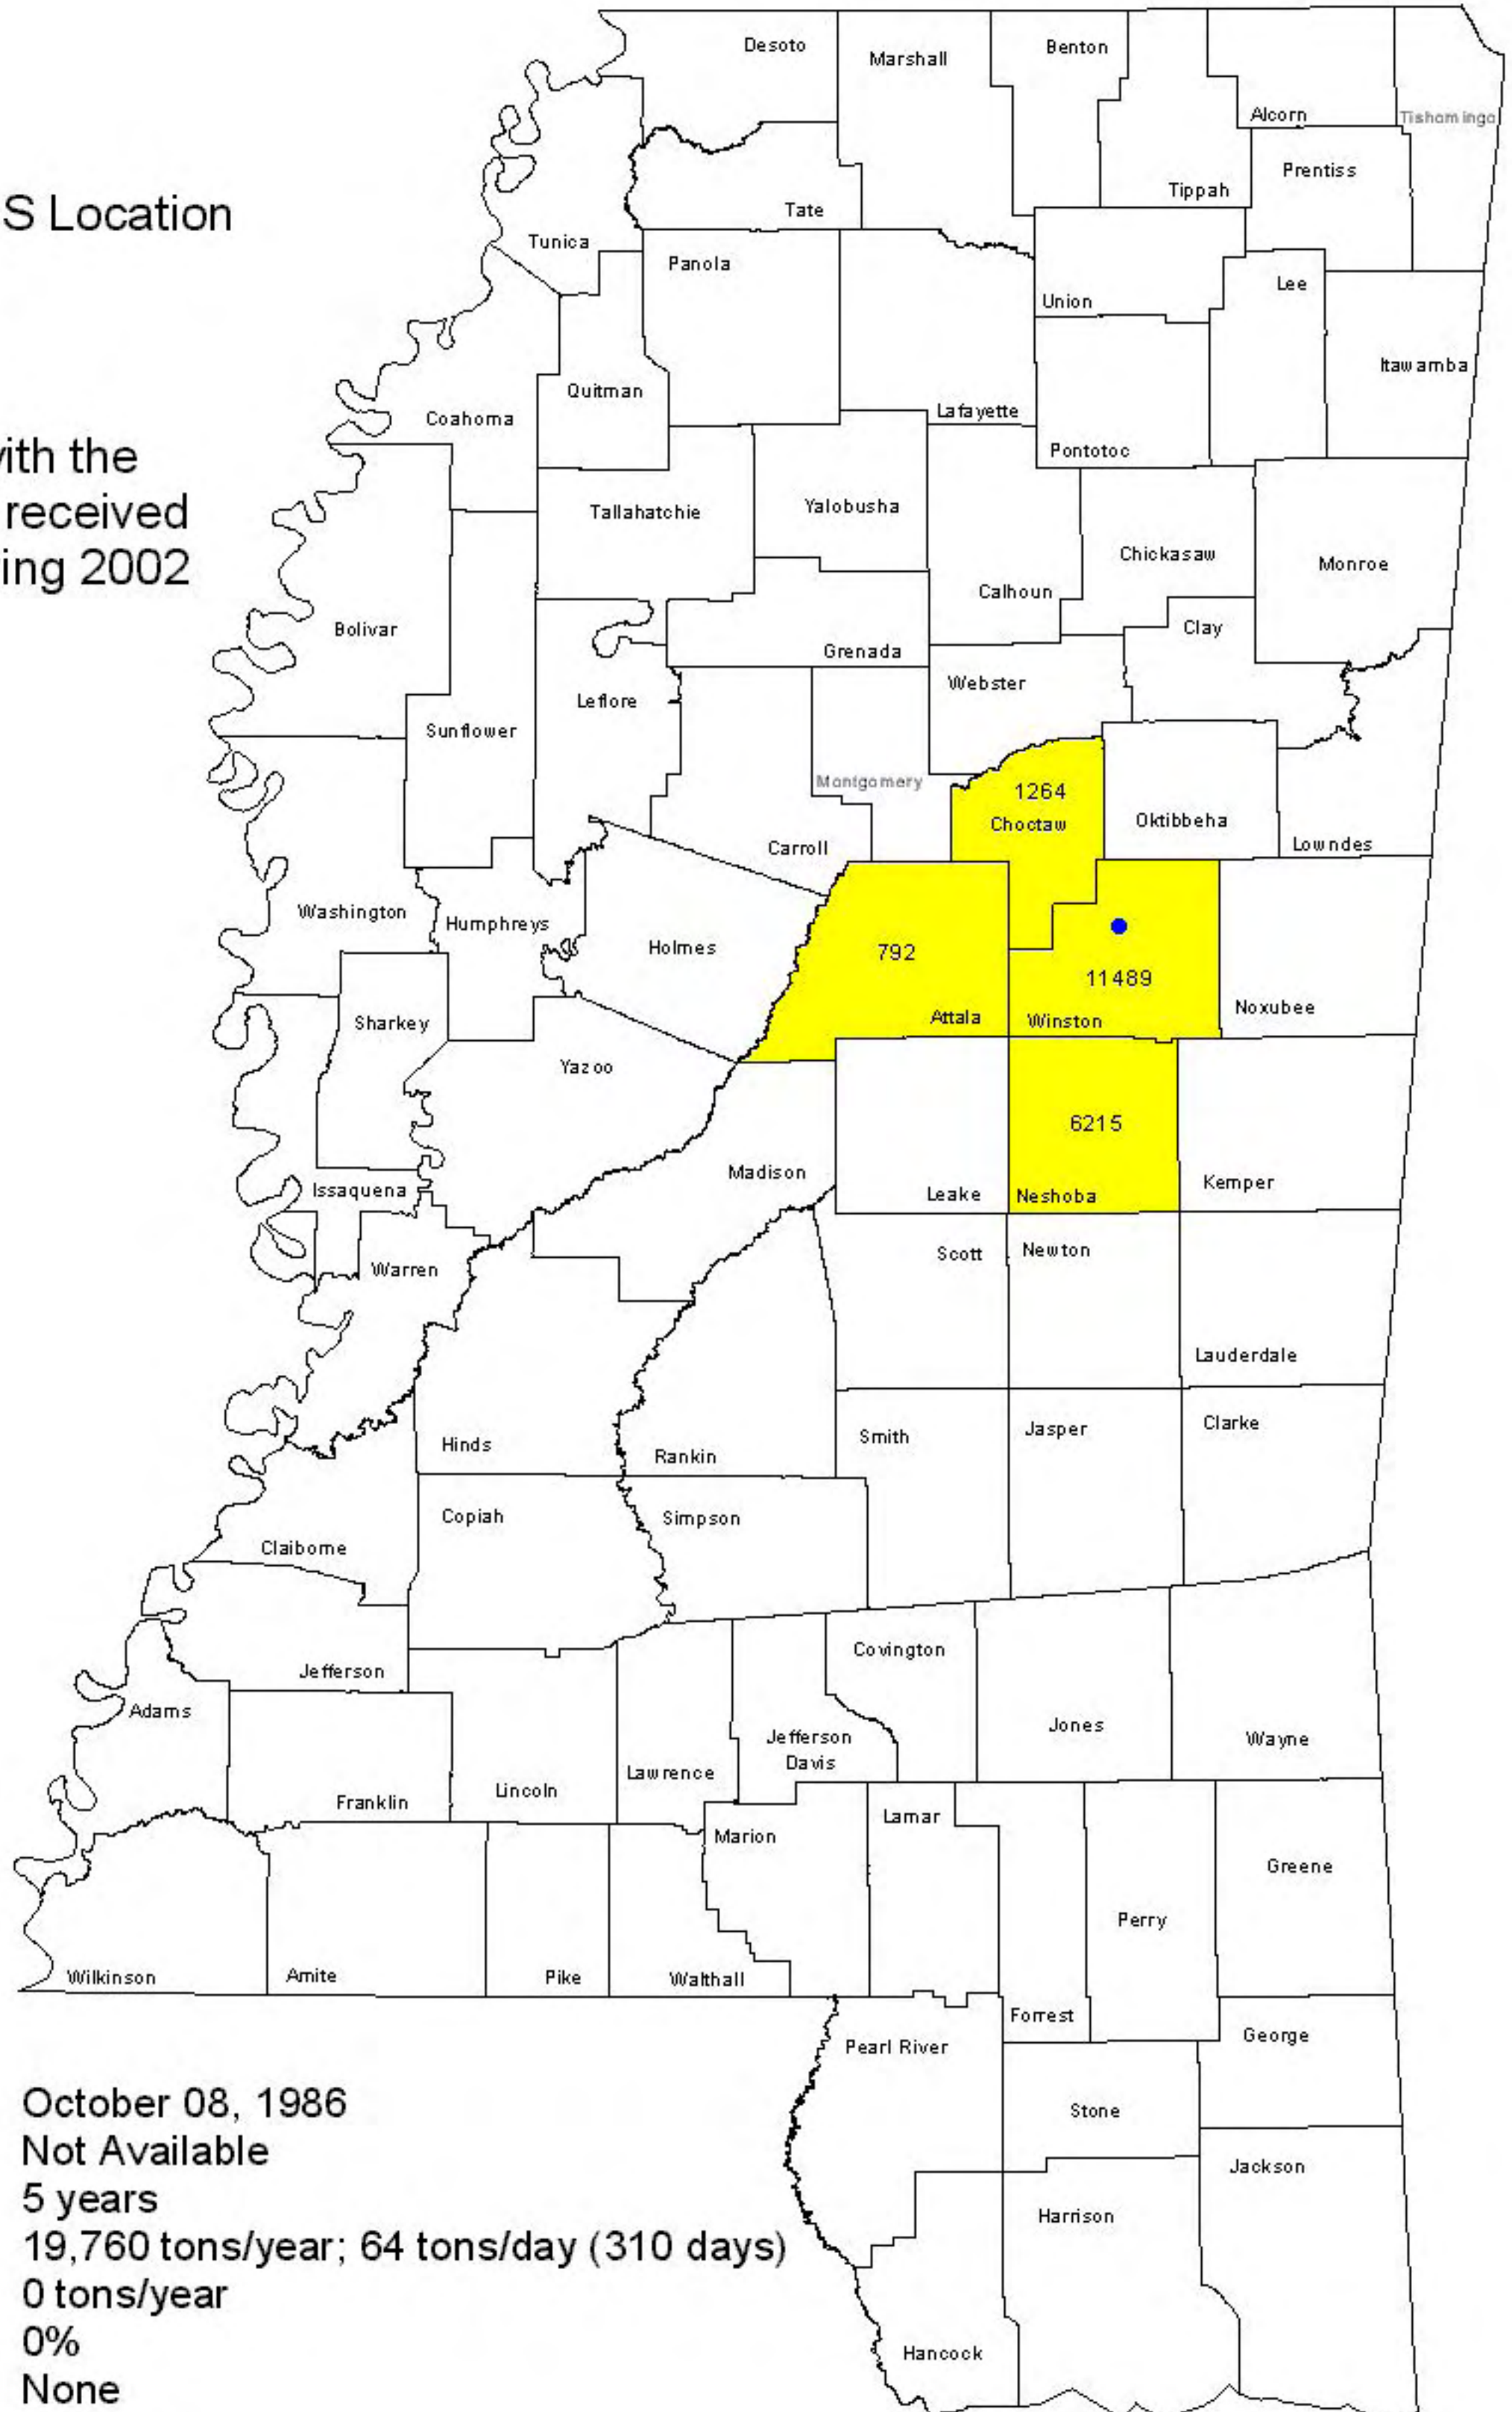 S Location
with the
received
ing 2002
Desoto
Marshall
Benton
Alcorn
Tishomingo
Prentiss
Tippah
Tate
Tunica
Panola
Union
Lee
Itawamba
Quitman
Coahoma
Lafayette
Pontotoc
Tallahatchie
Yalobusha
Chickasaw
Monroe
Calhoun
Bolivar
Clay
Grenada
Webster
Leflore
Sunflower
Montgomery
1264
Choctaw
Oktibbeha
Carroll
Lowndes
Washington
Humphreys
Holmes
792
11489
Attala
Winston
Noxubee
Sharkey
Yazoo
6215
Madison
Issaquena
Leake
Neshoba
Kemper
Scott
Newton
Warren
Lauderdale
Hinds
Rankin
Smith
Jasper
Clarke
Copiah
Simpson
Claiborne
Covington
Jefferson
Adams
Jefferson
Davis
Jones
Wayne
Lawrence
Lincoln
Franklin
Lamar
Marion
Greene
Perry
Wilkinson
Amite
Pike
Walthall
Forrest
George
Pearl River
Stone
Jackson
Harrison
Hancock
October 08, 1986
Not Available
5 years
19,760 tons/year; 64 tons/day (310 days)
0 tons/year
0%
None